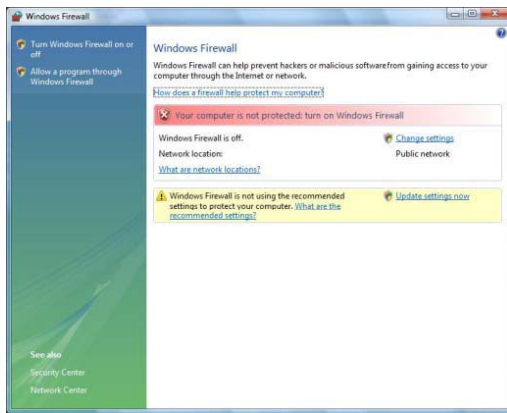 Windows Firewall
Turn Windows Firewall on or
off
Allow a program through
Windows Firewall
Windows Firewall
Windows Firewall can help prevent hackers or malicious software from gaining access to your
computer through the Internet or network.
How does a firewall help protect my computer?
Your computer is not protected: turn on Windows Firewall
Windows Firewall is off.
Change settings
Network location:
Public network
What are network locations?
Windows Firewall is not using the recommended
settings to protect your computer. What are the
recommended settings?
Update settings now
See also
Security Center
Network Center